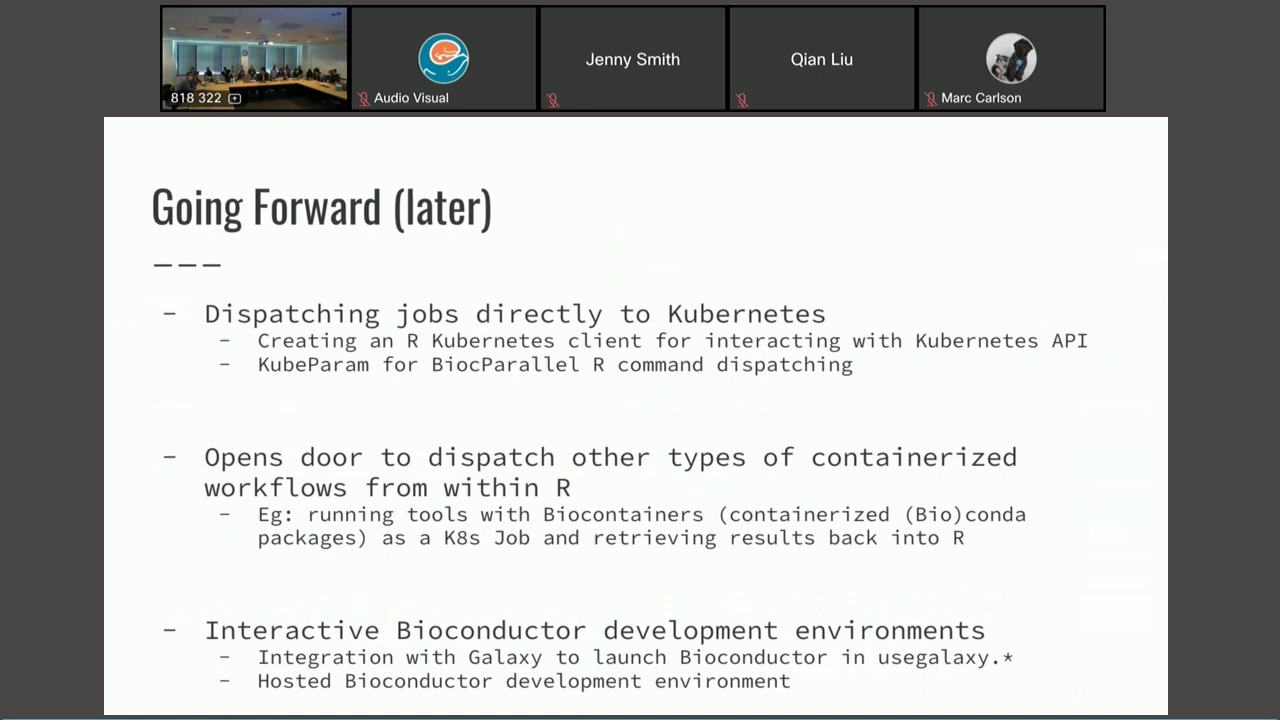 818 322
Audio Visual
Jenny Smith
Qian Liu
Marc Carlson
Going Forward (later)
---
- Dispatching jobs directly to Kubernetes
- Creating an R Kubernetes client for interacting with Kubernetes API
- KubeParam for BiocParallel R command dispatching
- Opens door to dispatch other types of containerized
workflows from within R
- Eg: running tools with Biocontainers (containerized (Bio)conda
packages) as a K8s Job and retrieving results back into R
- Interactive Bioconductor development environments
- Integration with Galaxy to launch Bioconductor in usegalaxy.*
- Hosted Bioconductor development environment